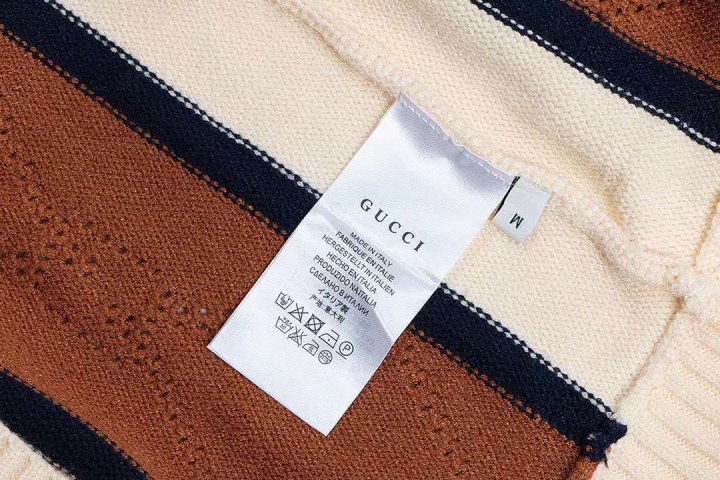 GUCCI
MADE IN ITALY
FABRIQUE EN ITALIE
HERGESTELLT IN ITALIEN
HECHO EN ITALIA
PRODUZIDO NA ITALIA
СДЕЛАНО В ИТАЛИИ
イタリア製
产地:意大利
M